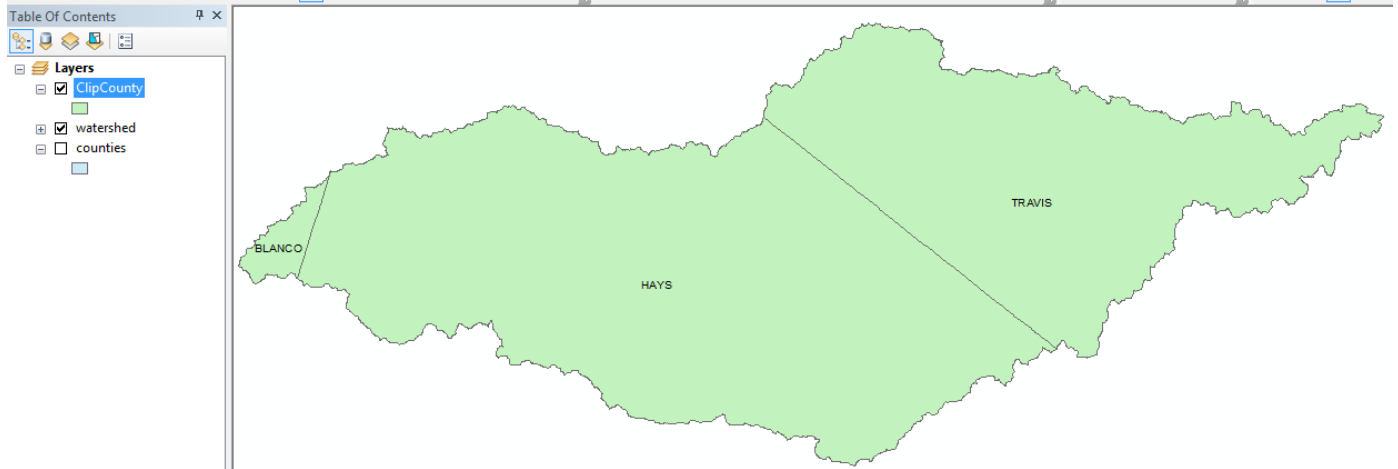 Table Of Contents
Layers
ClipCounty
watershed
counties
TRAVIS
BLANCO
HAYS